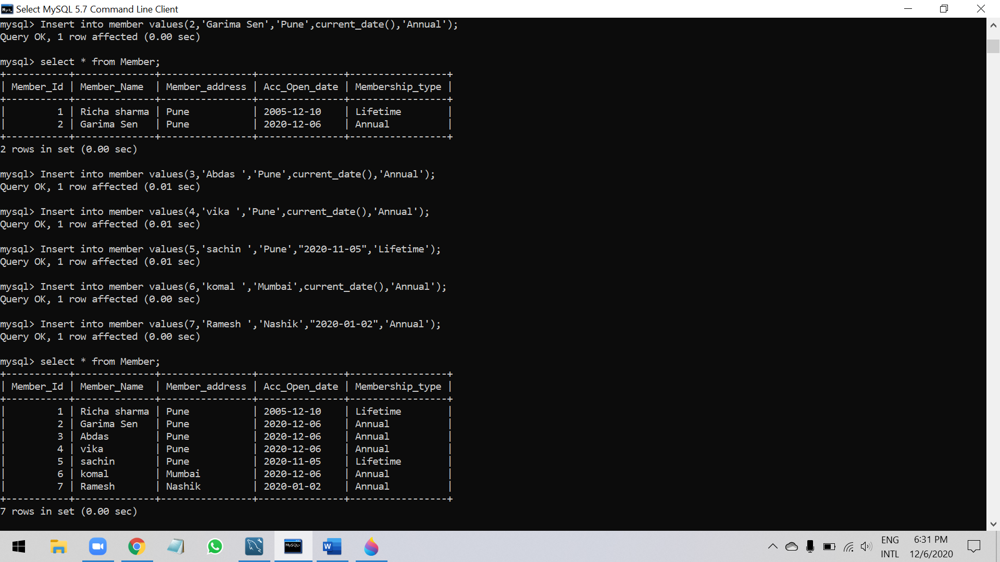 Select MySQL 5.7 Command Line Client
mysql> Insert into member values(2,'Garima Sen','Pune',current_date(),'Annual');
Query OK, 1 row affected (0.00 sec)
mysql> select * from Member;
+-----------+--------------+----------------+---------------+-----------------+
| Member_Id | Member_Name  | Member_address | Acc_Open_date | Membership_type |
+-----------+--------------+----------------+---------------+-----------------+
|         1 | Richa sharma | Pune           | 2005-12-10    | Lifetime        |
|         2 | Garima Sen   | Pune           | 2020-12-06    | Annual          |
+-----------+--------------+----------------+---------------+-----------------+
2 rows in set (0.00 sec)
mysql> Insert into member values(3,'Abdas ','Pune',current_date(),'Annual');
Query OK, 1 row affected (0.01 sec)
mysql> Insert into member values(4,'vika ','Pune',current_date(),'Annual');
Query OK, 1 row affected (0.01 sec)
mysql> Insert into member values(5,'sachin ','Pune',"2020-11-05",'Lifetime');
Query OK, 1 row affected (0.01 sec)
mysql> Insert into member values(6,'komal ','Mumbai',current_date(),'Annual');
Query OK, 1 row affected (0.00 sec)
mysql> Insert into member values(7,'Ramesh ','Nashik',"2020-01-02",'Annual');
Query OK, 1 row affected (0.00 sec)
mysql> select * from Member;
+-----------+--------------+----------------+---------------+-----------------+
| Member_Id | Member_Name  | Member_address | Acc_Open_date | Membership_type |
+-----------+--------------+----------------+---------------+-----------------+
|         1 | Richa sharma | Pune           | 2005-12-10    | Lifetime        |
|         2 | Garima Sen   | Pune           | 2020-12-06    | Annual          |
|         3 | Abdas        | Pune           | 2020-12-06    | Annual          |
|         4 | vika         | Pune           | 2020-12-06    | Annual          |
|         5 | sachin       | Pune           | 2020-11-05    | Lifetime        |
|         6 | komal        | Mumbai         | 2020-12-06    | Annual          |
|         7 | Ramesh       | Nashik         | 2020-01-02    | Annual          |
+-----------+--------------+----------------+---------------+-----------------+
7 rows in set (0.00 sec)
MySQL>
W
ENG 6:31 PM
INTL 12/6/2020